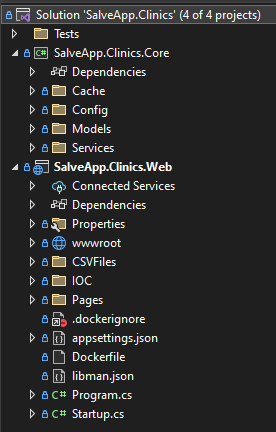 Solution 'SalveApp.Clinics' (4 of 4 projects)
Tests
SalveApp.Clinics.Core
Dependencies
Cache
Config
Models
Services
SalveApp.Clinics.Web
Connected Services
Dependencies
Properties
wwwroot
CSVFiles
IOC
Pages
.dockerignore
appsettings.json
Dockerfile
libman.json
C# Program.cs
C# Startup.cs